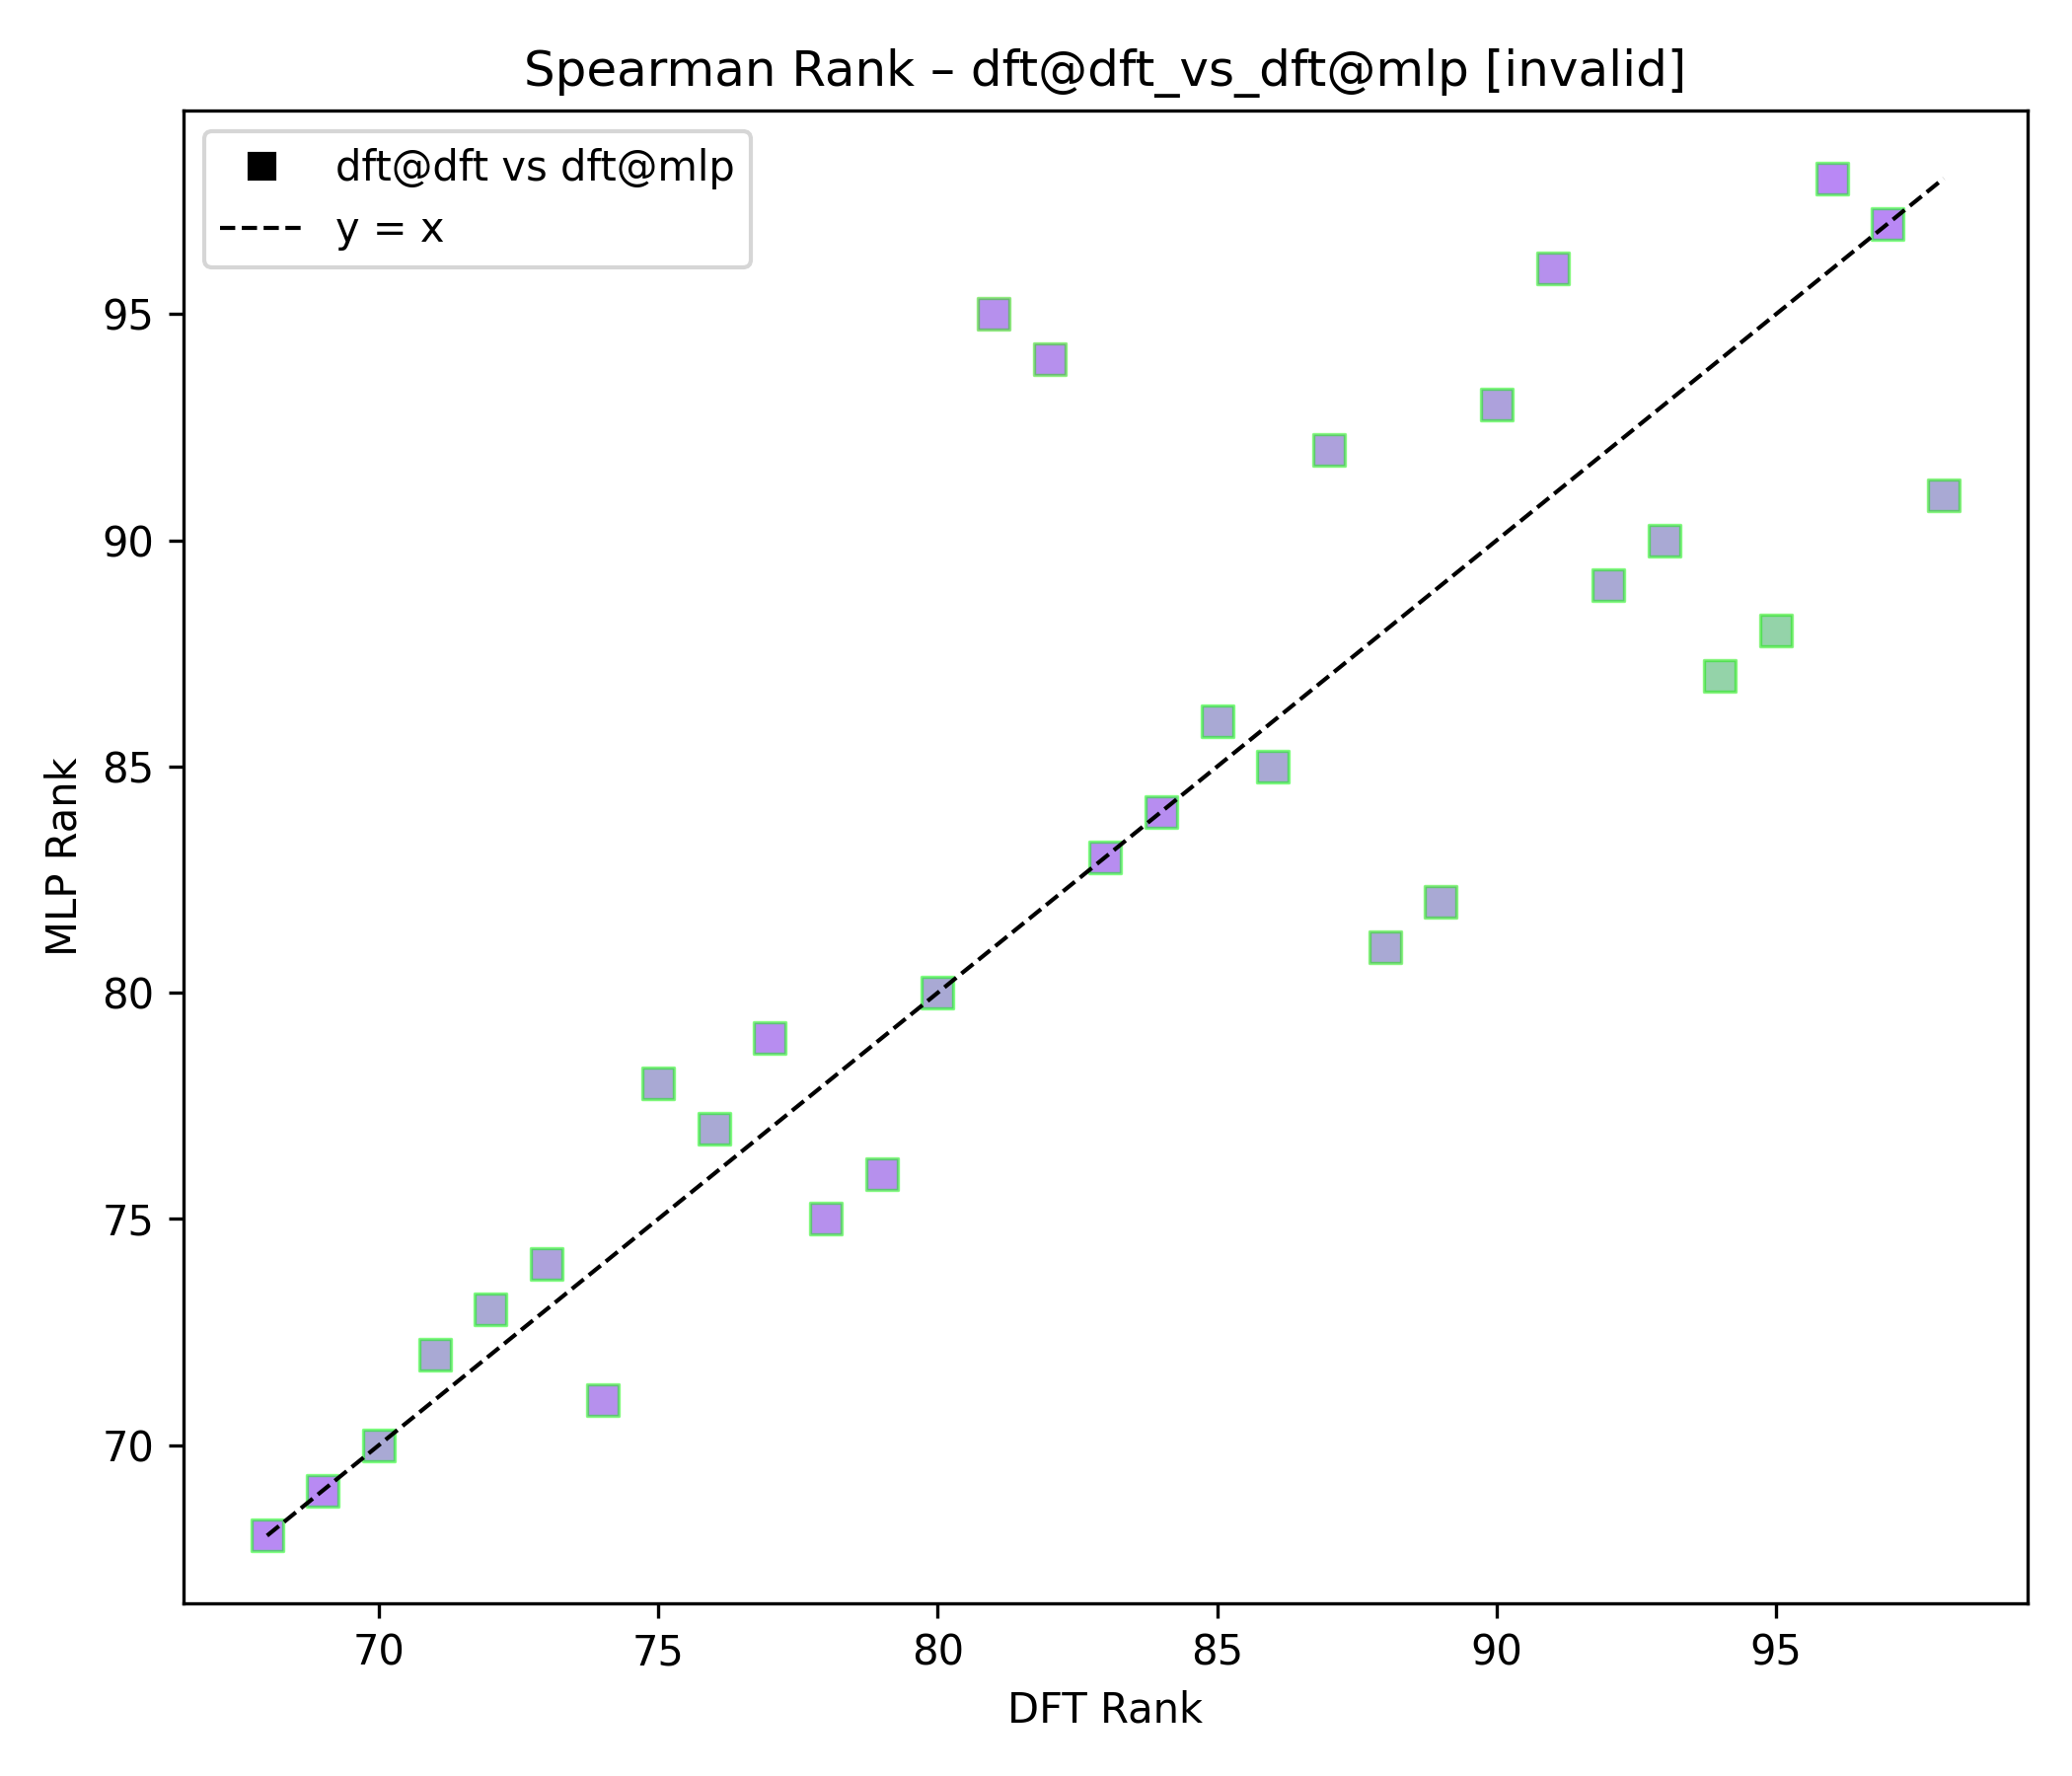 Spearman Rank – dft@dft_vs_dft@mlp [invalid]
dft@dft vs dft@mlp
y = x
95
90
85
80
75
70
MLP Rank
70 75 80 85 90 95
DFT Rank